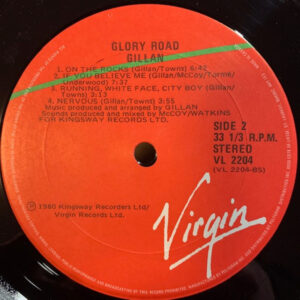 GLORY ROAD
GILLAN
1. ON THE ROCKS (Gillan/Towns) 6:42
2. IF YOU BELIEVE ME (Gillan/McCoy/Tormé/
Underwood) 7:37
3. RUNNING, WHITE FACE, CITY BOY (Gillan/
Towns) 3:13
4. NERVOUS (Gillan/Towns) 3:55
Music produced and arranged by GILLAN
Sounds produced and mixed by McCOY/WATKINS
FOR KINGSWAY RECORDS LTD.
SIDE 2
33 1/3 R.P.M.
STEREO
VL 2204
(VL 2204-BS)
Ⓟ 1980 Kingsway Recorders Ltd/
Virgin Records Ltd.
Virgin